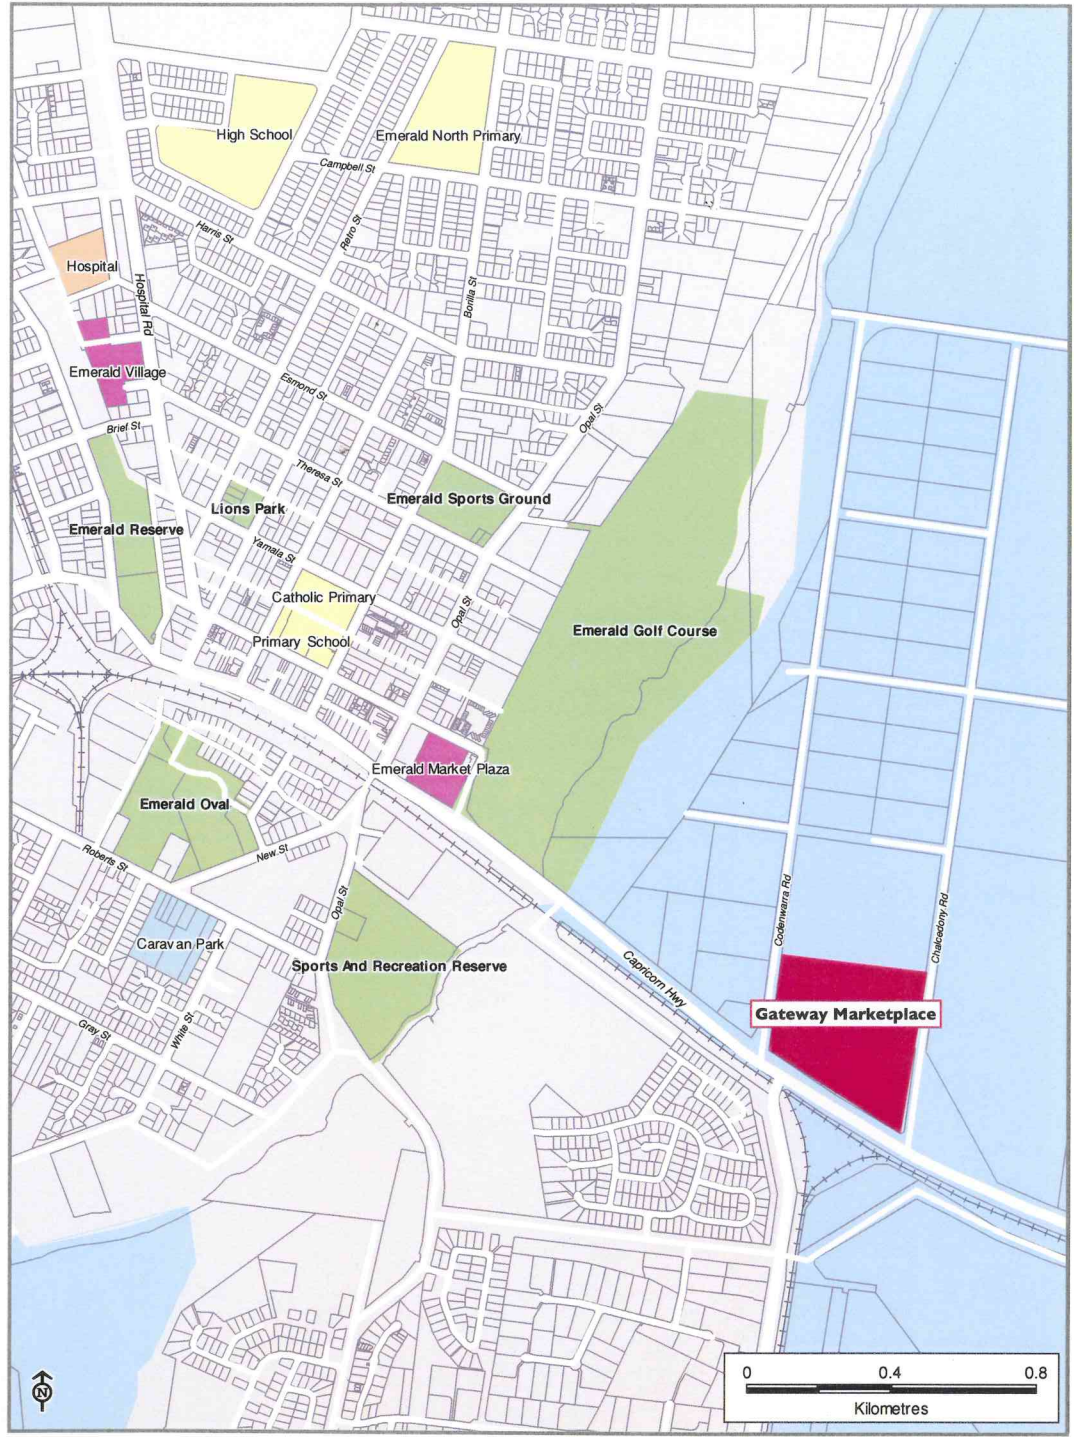 High School
Emerald North Primary
Campbell St
Retro St
Harris St
Hospital
Hospital Rd
Borilla St
Emerald Village
Esmond St
Opal St
Brief St
Theresa St
Emerald Sports Ground
Lions Park
Emerald Reserve
Yamala St
Catholic Primary
Opal St
Emerald Golf Course
Primary School
Emerald Market Plaza
Emerald Oval
New St
Roberts St
Opal St
Codenwarra Rd
Chalcedony Rd
Caravan Park
Sports And Recreation Reserve
Capricorn Hwy
Gateway Marketplace
Gray St
White St
N
0 0.4 0.8
Kilometres